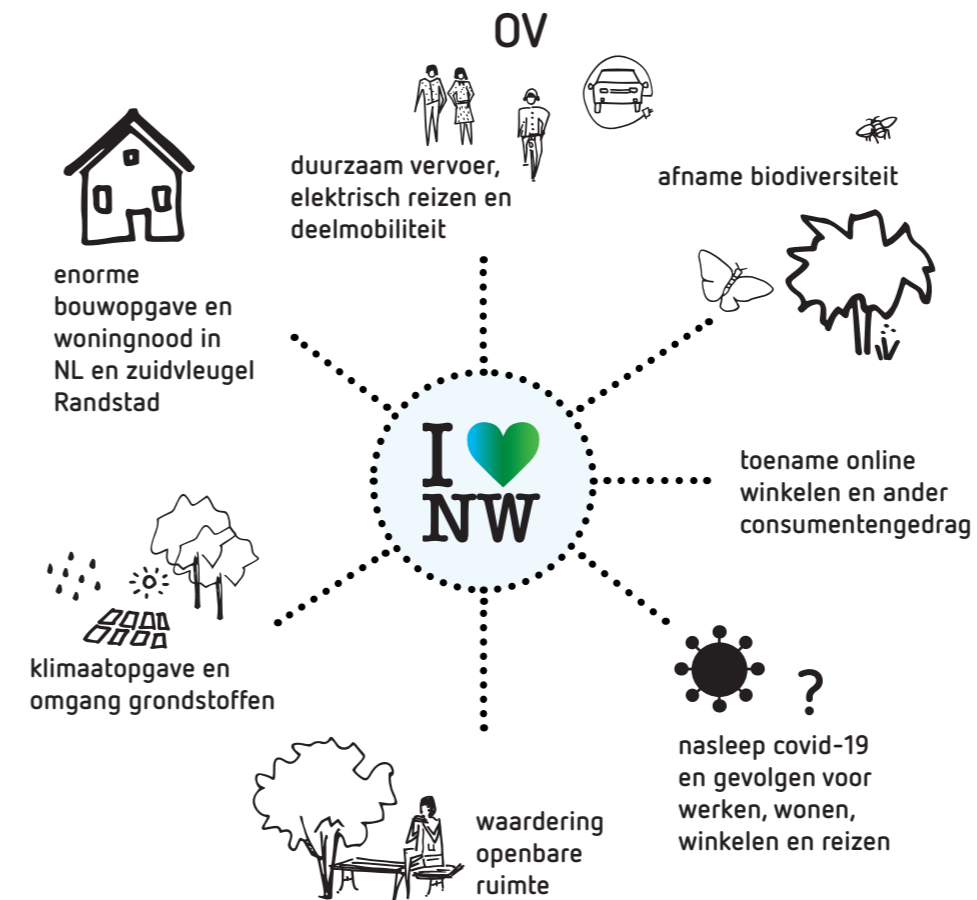 OV
duurzaam vervoer,
elektrisch reizen en
deelmobiliteit
afname biodiversiteit
enorme
bouwopgave en
woningnood in
NL en zuidvleugel
Randstad
I
NW
toename online
winkelen en ander
consumentengedrag
klimaatopgave en
omgang grondstoffen
?
nasleep covid-19
en gevolgen voor
werken, wonen,
winkelen en reizen
waardering
openbare
ruimte